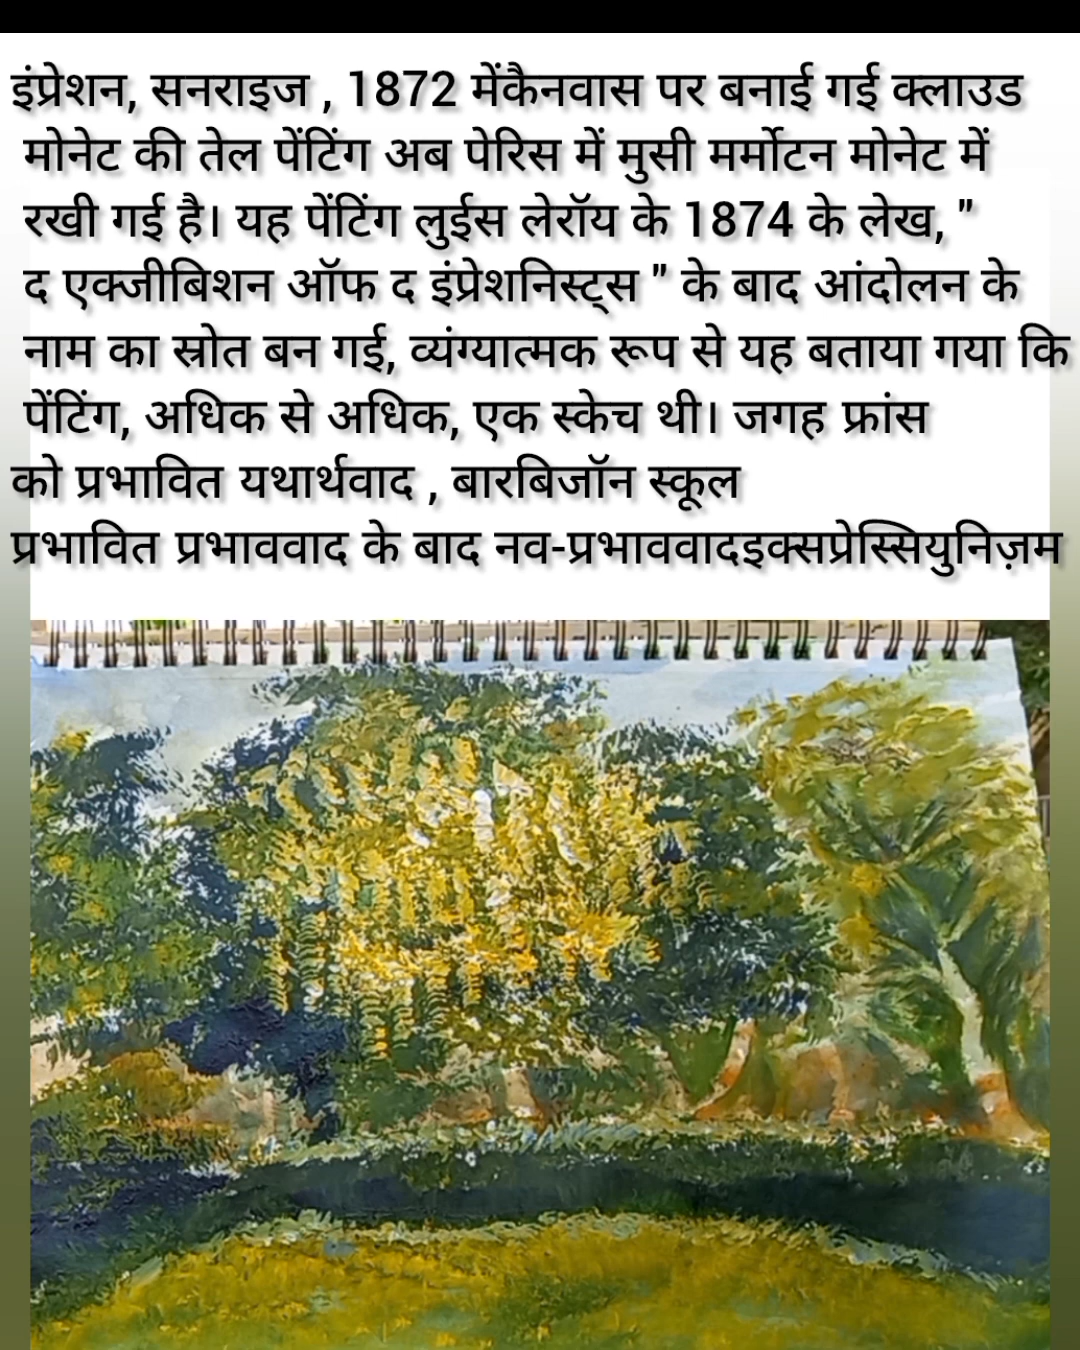 इंप्रेशन, सनराइज , 1872 मेंकैनवास पर बनाई गई क्लाउड
मोनेट की तेल पेंटिंग अब पेरिस में मुसी मर्मोटन मोनेट में
रखी गई है। यह पेंटिंग लुईस लेरॉय के 1874 के लेख, "
द एक्जीबिशन ऑफ द इंप्रेशनिस्ट्स " के बाद आंदोलन के
नाम का स्रोत बन गई, व्यंग्यात्मक रूप से यह बताया गया कि
पेंटिंग, अधिक से अधिक, एक स्केच थी। जगह फ्रांस
को प्रभावित यथार्थवाद , बारबिजॉन स्कूल
प्रभावित प्रभाववाद के बाद नव-प्रभाववादइक्सप्रेस्सियुनिज़म